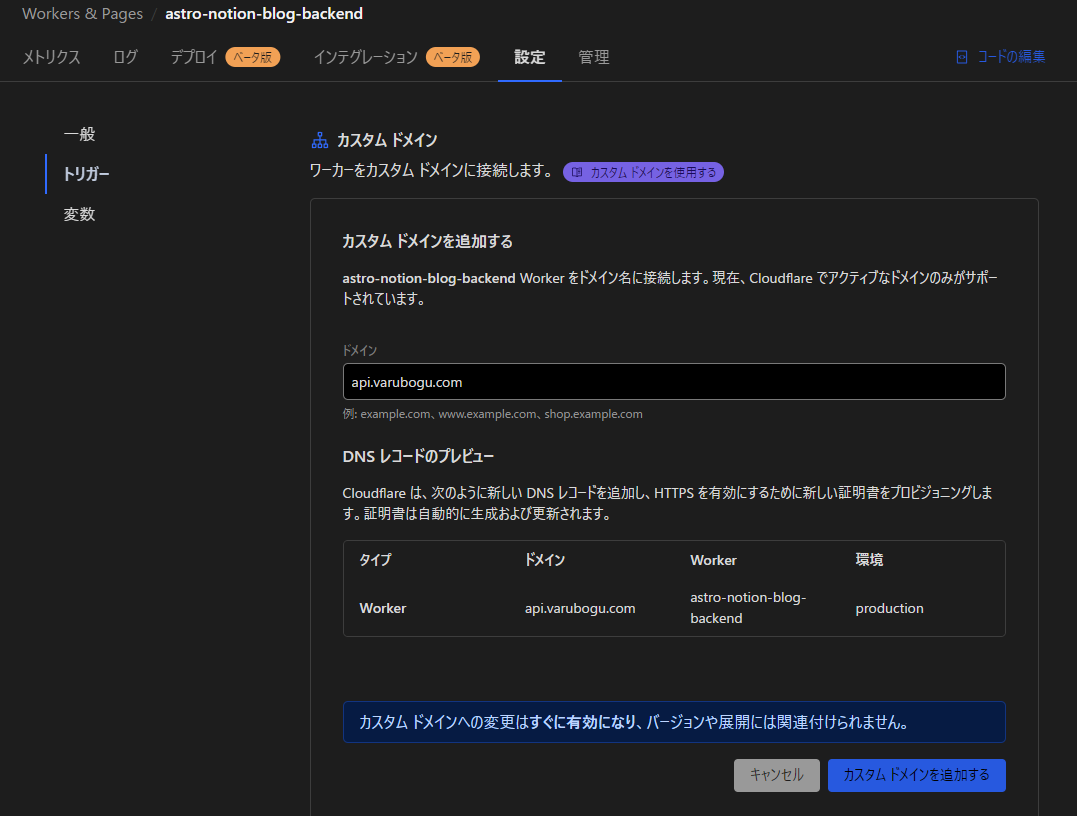 Workers & Pages / astro-notion-blog-backend
メトリクス ログ デプロイ ベータ版 インテグレーション ベータ版 設定 管理 コードの編集
一般
トリガー
変数
カスタム ドメイン
ワーカーをカスタム ドメインに接続します。 カスタム ドメインを使用する
カスタム ドメインを追加する
astro-notion-blog-backend Worker をドメイン名に接続します。現在、Cloudflare でアクティブなドメインのみがサポー
トされています。
ドメイン
api.varubogu.com
例: example.com、www.example.com、shop.example.com
DNS レコードのプレビュー
Cloudflare は、次のように新しい DNS レコードを追加し、HTTPS を有効にするために新しい証明書をプロビジョニングしま
す。証明書は自動的に生成および更新されます。
タイプ ドメイン Worker 環境
Worker api.varubogu.com astro-notion-blog- production
backend
カスタム ドメインへの変更はすぐに有効になり、バージョンや展開には関連付けられません。
キャンセル カスタム ドメインを追加する